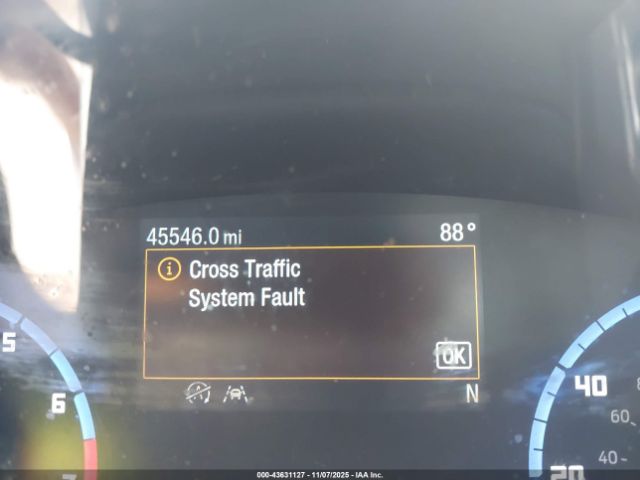 45546.0 mi 88°
Cross Traffic
System Fault
OK
N
5
6
7
40
20
60
40
000-43631127 - 11/07/2025 - IAA Inc.